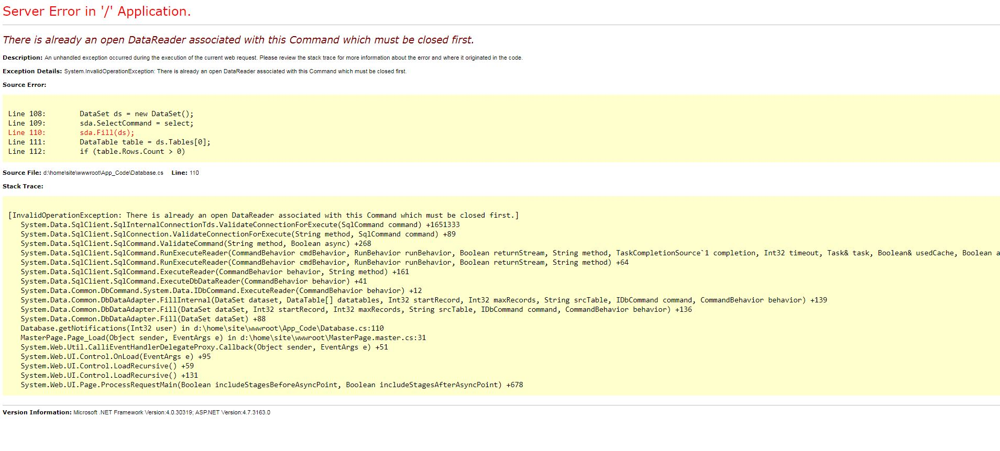 Server Error in '/' Application.
There is already an open DataReader associated with this Command which must be closed first.
Description: An unhandled exception occurred during the execution of the current web request. Please review the stack trace for more information about the error and where it originated in the code.
Exception Details: System.InvalidOperationException: There is already an open DataReader associated with this Command which must be closed first.
Source Error:
Line 108:        DataSet ds = new DataSet();
Line 109:        sda.SelectCommand = select;
Line 110:        sda.Fill(ds);
Line 111:        DataTable table = ds.Tables[0];
Line 112:        if (table.Rows.Count > 0)
Source File: d:\home\site\wwwroot\App_Code\Database.cs    Line: 110
Stack Trace:
[InvalidOperationException: There is already an open DataReader associated with this Command which must be closed first.]
   System.Data.SqlClient.SqlInternalConnectionTds.ValidateConnectionForExecute(SqlCommand command) +1651333
   System.Data.SqlClient.SqlConnection.ValidateConnectionForExecute(String method, SqlCommand command) +89
   System.Data.SqlClient.SqlCommand.ValidateCommand(String method, Boolean async) +268
   System.Data.SqlClient.SqlCommand.RunExecuteReader(CommandBehavior cmdBehavior, RunBehavior runBehavior, Boolean returnStream, String method, TaskCompletionSource`1 completion, Int32 timeout, Task& task, Boolean& usedCache, Boolean a
   System.Data.SqlClient.SqlCommand.RunExecuteReader(CommandBehavior cmdBehavior, RunBehavior runBehavior, Boolean returnStream, String method) +64
   System.Data.SqlClient.SqlCommand.ExecuteReader(CommandBehavior behavior, String method) +161
   System.Data.SqlClient.SqlCommand.ExecuteDbDataReader(CommandBehavior behavior) +41
   System.Data.Common.DbCommand.System.Data.IDbCommand.ExecuteReader(CommandBehavior behavior) +12
   System.Data.Common.DbDataAdapter.FillInternal(DataSet dataset, DataTable[] datatables, Int32 startRecord, Int32 maxRecords, String srcTable, IDbCommand command, CommandBehavior behavior) +139
   System.Data.Common.DbDataAdapter.Fill(DataSet dataSet, Int32 startRecord, Int32 maxRecords, String srcTable, IDbCommand command, CommandBehavior behavior) +136
   System.Data.Common.DbDataAdapter.Fill(DataSet dataSet) +88
   Database.getNotifications(Int32 user) in d:\home\site\wwwroot\App_Code\Database.cs:110
   MasterPage.Page_Load(Object sender, EventArgs e) in d:\home\site\wwwroot\MasterPage.master.cs:31
   System.Web.Util.CalliEventHandlerDelegateProxy.Callback(Object sender, EventArgs e) +51
   System.Web.UI.Control.OnLoad(EventArgs e) +95
   System.Web.UI.Control.LoadRecursive() +59
   System.Web.UI.Control.LoadRecursive() +131
   System.Web.UI.Page.ProcessRequestMain(Boolean includeStagesBeforeAsyncPoint, Boolean includeStagesAfterAsyncPoint) +678
Version Information: Microsoft .NET Framework Version:4.0.30319; ASP.NET Version:4.7.3163.0